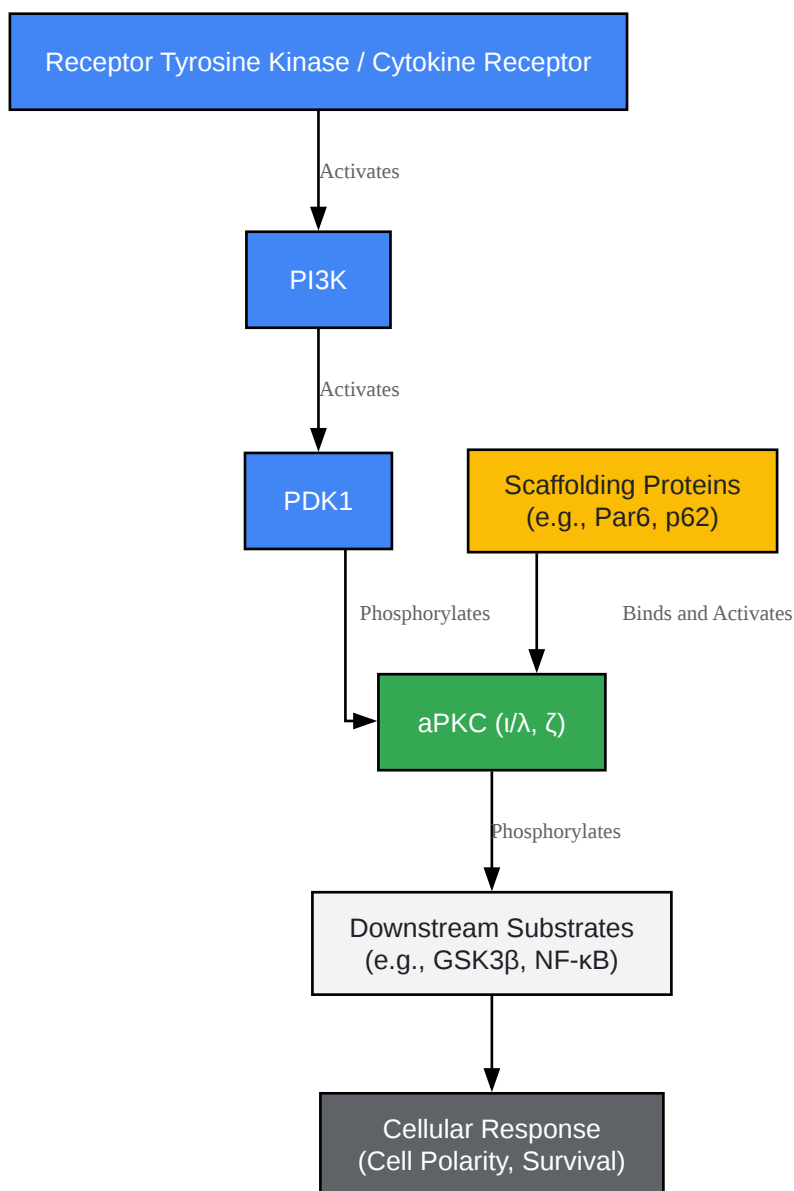 Receptor Tyrosine Kinase / Cytokine Receptor
Activates
PI3K
Activates
PDK1
Scaffolding Proteins
(e.g., Par6, p62)
Phosphorylates
Binds and Activates
aPKC (ι/λ, ζ)
Phosphorylates
Downstream Substrates
(e.g., GSK3β, NF-κB)
Cellular Response
(Cell Polarity, Survival)